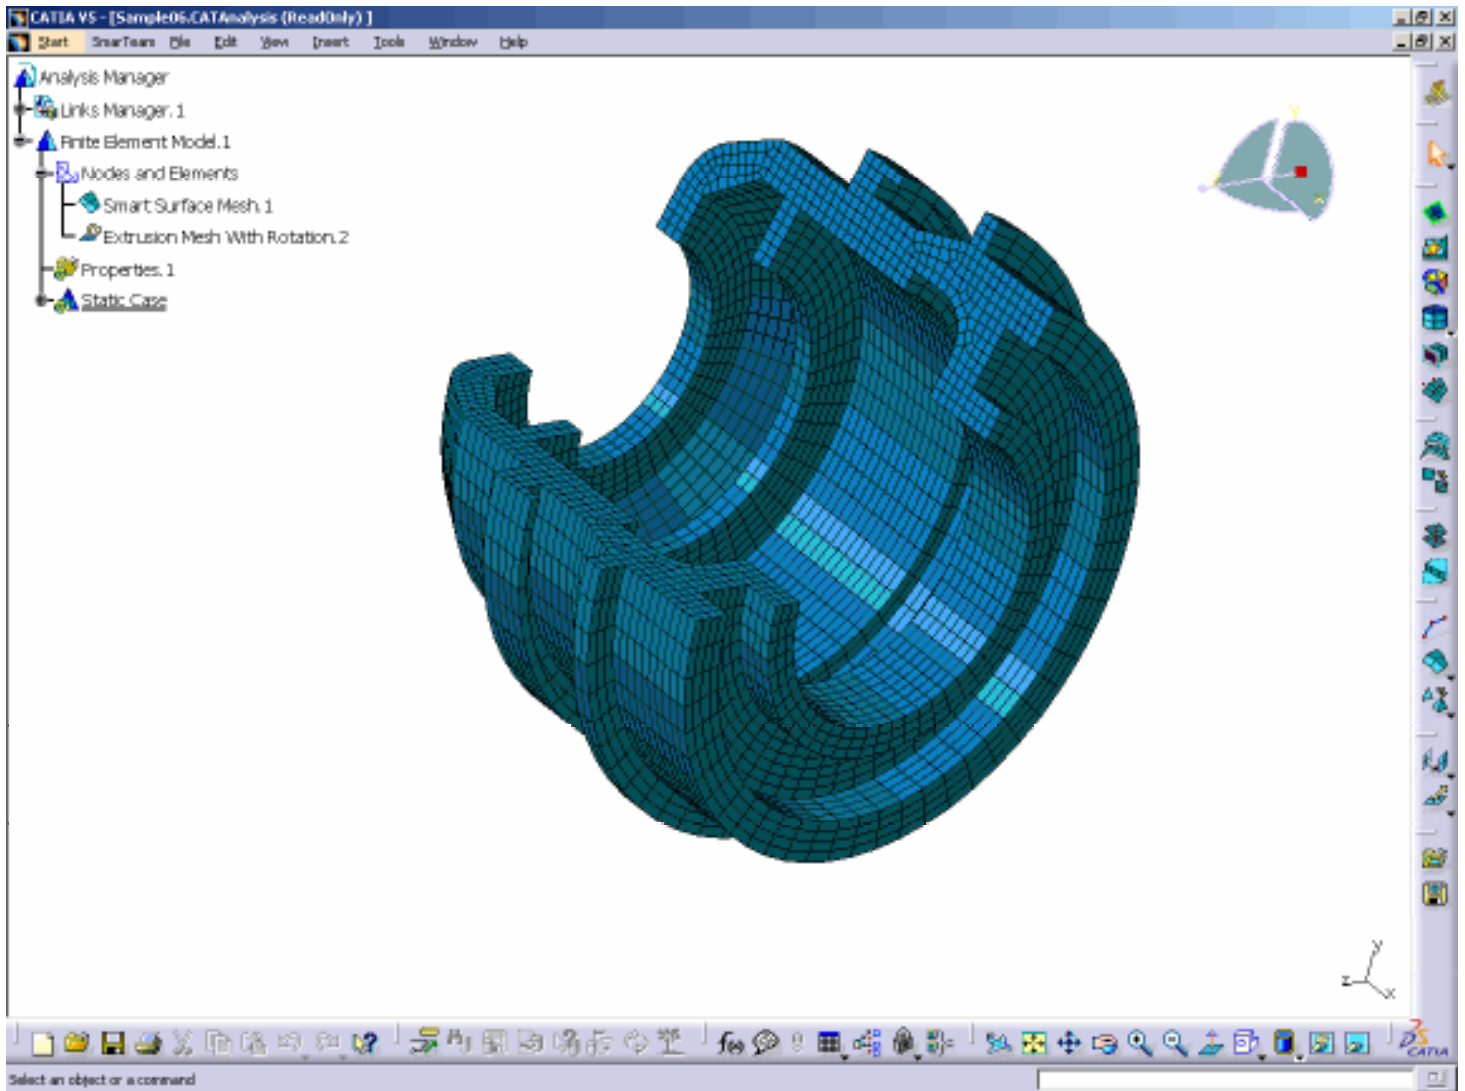 CATIA V5 - [Sample06.CATAnalysis (ReadOnly) ]
Start SmarTeam File Edit View Insert Tools Window Help
Analysis Manager
Links Manager.1
Finite Element Model.1
Nodes and Elements
Smart Surface Mesh.1
Extrusion Mesh With Rotation.2
Properties.1
Static Case
y
z
x
f(x)
CATIA
Select an object or a command